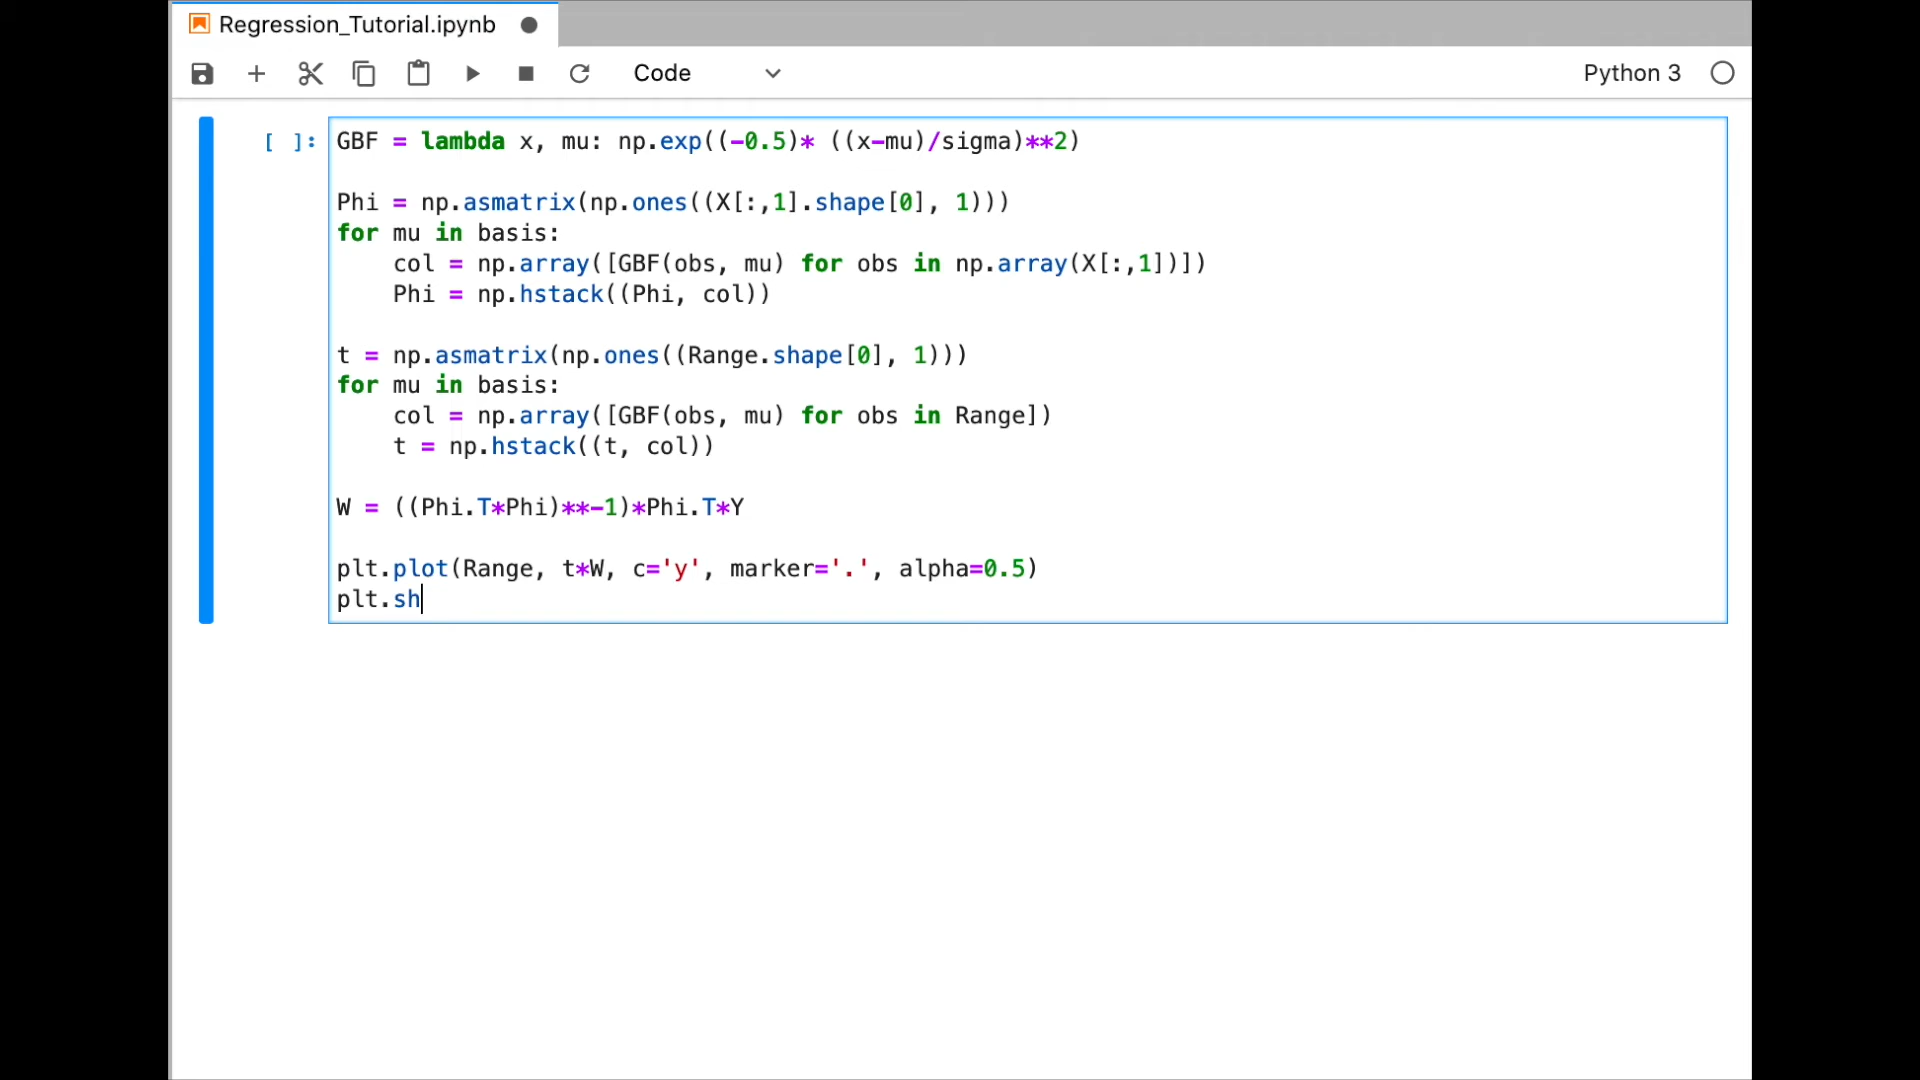 Regression_Tutorial.ipynb
Code
Python 3
[ ]:
GBF = lambda x, mu: np.exp((-0.5)* ((x-mu)/sigma)**2)
Phi = np.asmatrix(np.ones((X[:,1].shape[0], 1)))
for mu in basis:
    col = np.array([GBF(obs, mu) for obs in np.array(X[:,1])])
    Phi = np.hstack((Phi, col))
t = np.asmatrix(np.ones((Range.shape[0], 1)))
for mu in basis:
    col = np.array([GBF(obs, mu) for obs in Range])
    t = np.hstack((t, col))
W = ((Phi.T*Phi)**-1)*Phi.T*Y
plt.plot(Range, t*W, c='y', marker='.', alpha=0.5)
plt.sh